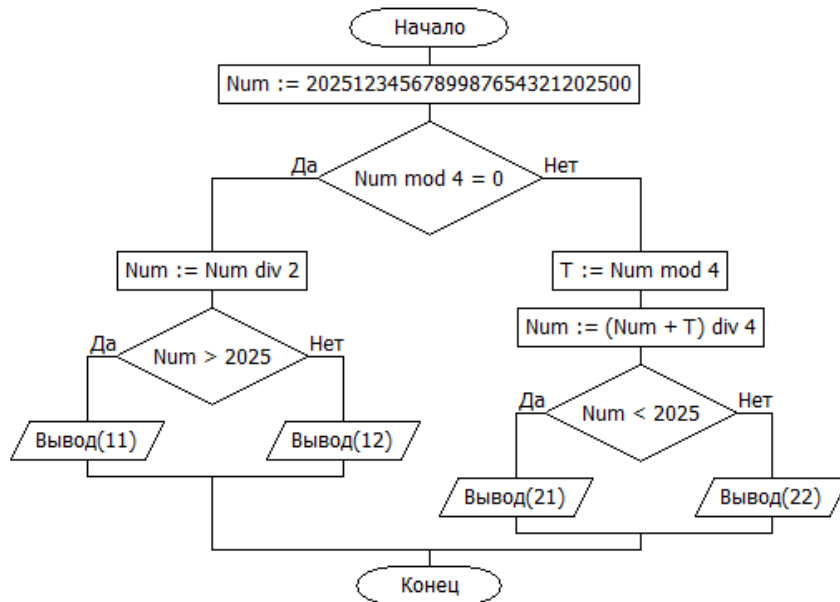 Начало
Num := 2025123456789987654321202500
Да
Нет
Num mod 4 = 0
Num := Num div 2
T := Num mod 4
Num := (Num + T) div 4
Да
Нет
Num > 2025
Да
Нет
Num < 2025
Вывод(11)
Вывод(12)
Вывод(21)
Вывод(22)
Конец